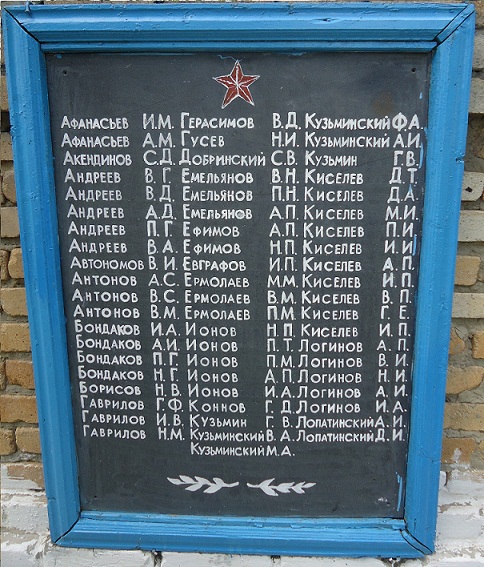 Афанасьев И.М. Герасимов В.Д. Кузьминский Ф.А.
Афанасьев А.М. Гусев Н.И. Кузьминский А.И.
Акендинов С.Д. Добринский С.В. Кузьмин Г.В.
Андреев В.Г. Емельянов В.Н. Киселев Д.Т.
Андреев В.Д. Емельянов П.Н. Киселев Д.А.
Андреев А.Д. Емельянов А.П. Киселев М.И.
Андреев П.Г. Ефимов А.П. Киселев П.И.
Андреев В.А. Ефимов Н.П. Киселев И.И.
Автономов В.И. Евграфов И.П. Киселев А.П.
Антонов А.С. Ермолаев М.М. Киселев И.П.
Антонов В.С. Ермолаев В.М. Киселев В.П.
Антонов В.М. Ермолаев П.М. Киселев Г.Е.
Бондаков И.А. Ионов Н.П. Киселев И.П.
Бондаков А.И. Ионов П.Т. Логинов А.П.
Бондаков П.Г. Ионов П.М. Логинов В.И.
Бондаков Н.Г. Ионов А.П. Логинов Н.И.
Борисов Н.В. Ионов И.А. Логинов А.И.
Гаврилов Г.Ф. Коннов Г.Д. Логинов И.А.
Гаврилов И.В. Кузьмин Г.В. Лопатинский А.И.
Гаврилов Н.М. Кузьминский В.А. Лопатинский Д.И.
Кузьминский М.А.